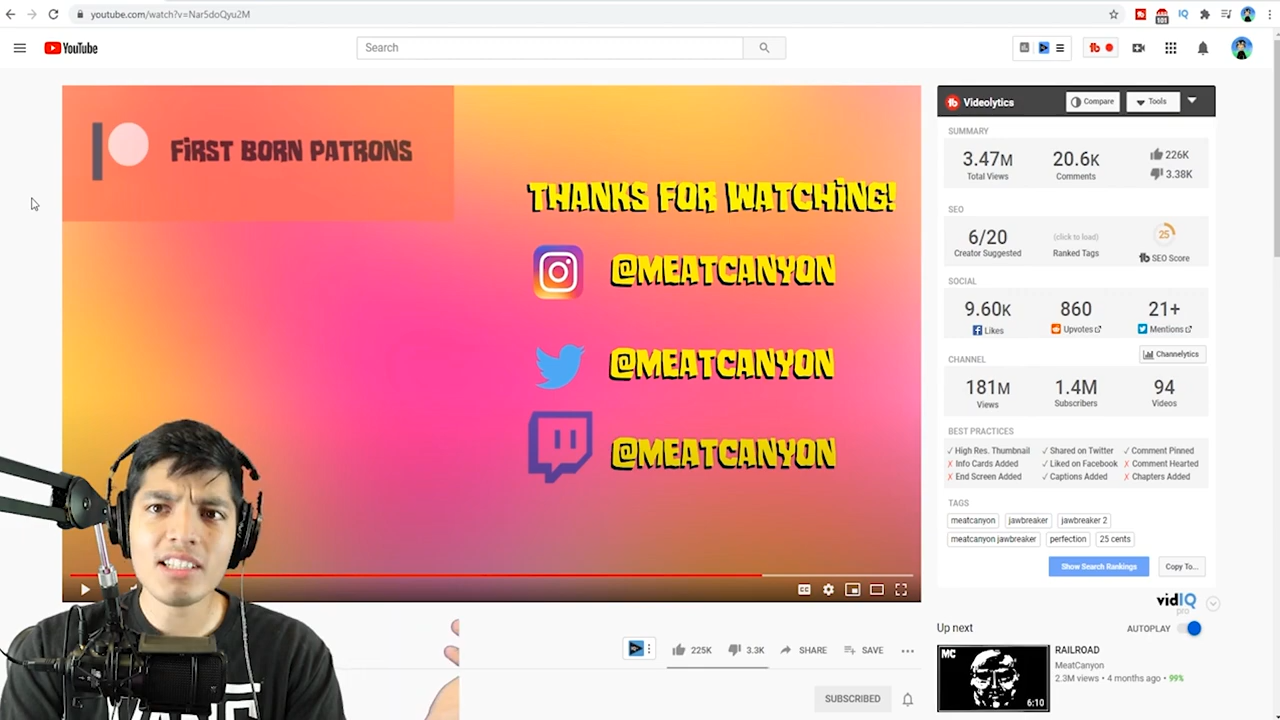 youtube.com/watch?v=Nar5doQyu2M
101
IQ
YouTube
Search
FiRST BORN PATRONS
THANKS FOR WATCHiNG!
@MEATCANYON
@MEATCANYON
@MEATCANYON
Videolytics
Compare
Tools
SUMMARY
3.47M
Total Views
20.6K
Comments
226K
3.38K
SEO
6/20
Creator Suggested
(click to load)
Ranked Tags
25
SEO Score
SOCIAL
9.60K
Likes
860
Upvotes
21+
Mentions
CHANNEL
Channelytics
181M
Views
1.4M
Subscribers
94
Videos
BEST PRACTICES
✓ High Res. Thumbnail
✓ Shared on Twitter
✓ Comment Pinned
✗ Info Cards Added
✓ Liked on Facebook
✗ Comment Hearted
✗ End Screen Added
✓ Captions Added
✗ Chapters Added
TAGS
meatcanyon
jawbreaker
jawbreaker 2
meatcanyon jawbreaker
perfection
25 cents
Show Search Rankings
Copy To...
vidIQ
pro
Up next
AUTOPLAY
MC
6:10
RAILROAD
MeatCanyon
2.3M views • 4 months ago • 99%
225K
3.3K
SHARE
SAVE
SUBSCRIBED